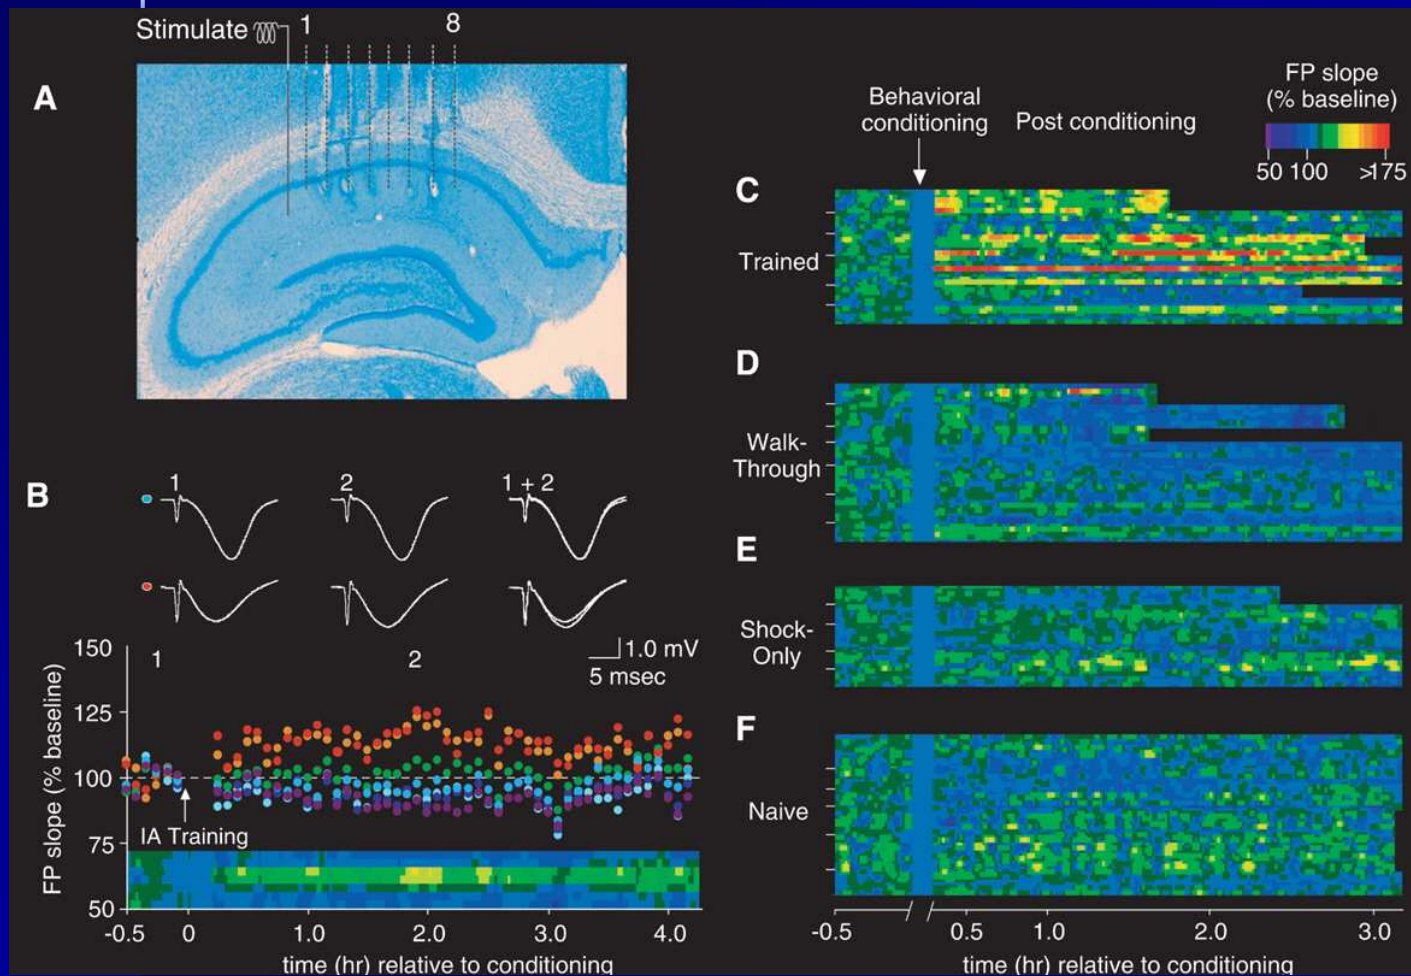 Stimulate 1 8
A
B
1 2 1 + 2
1 2
1.0 mV
5 msec
FP slope (% baseline)
150
125
100
75
50
IA Training
-0.5 0 1.0 2.0 3.0 4.0
time (hr) relative to conditioning
FP slope
(% baseline)
50 100 >175
Behavioral
conditioning
Post conditioning
C
Trained
D
Walk-
Through
E
Shock-
Only
F
Naive
-0.5 0.5 1.0 2.0 3.0
time (hr) relative to conditioning